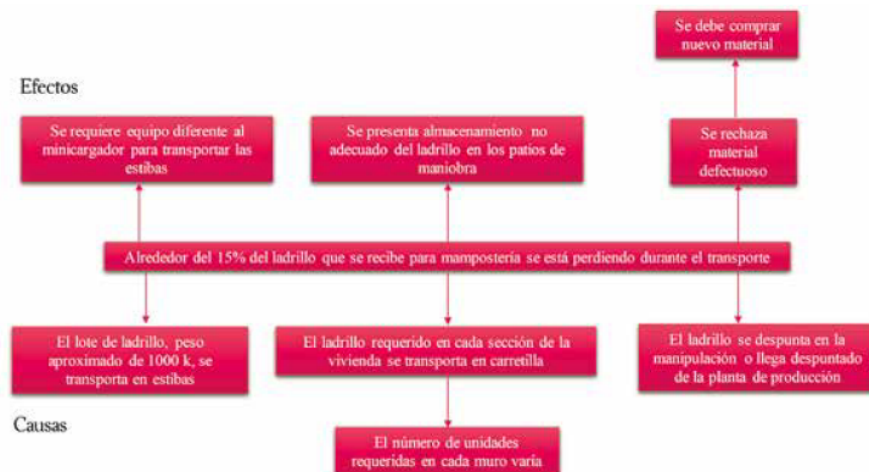 Se debe comprar
nuevo material
Efectos
Se requiere equipo diferente al
minicargador para transportar las
estibas
Se presenta almacenamiento no
adecuado del ladrillo en los patios de
maniobra
Se rechaza
material
defectuoso
Alrededor del 15% del ladrillo que se recibe para mampostería se está perdiendo durante el transporte
El lote de ladrillo, peso
aproximado de 1000 k, se
transporta en estibas
El ladrillo requerido en cada sección de la
vivienda se transporta en carretilla
El ladrillo se despunta en la
manipulación o llega despuntado
de la planta de producción
Causas
El número de unidades
requeridas en cada muro varía